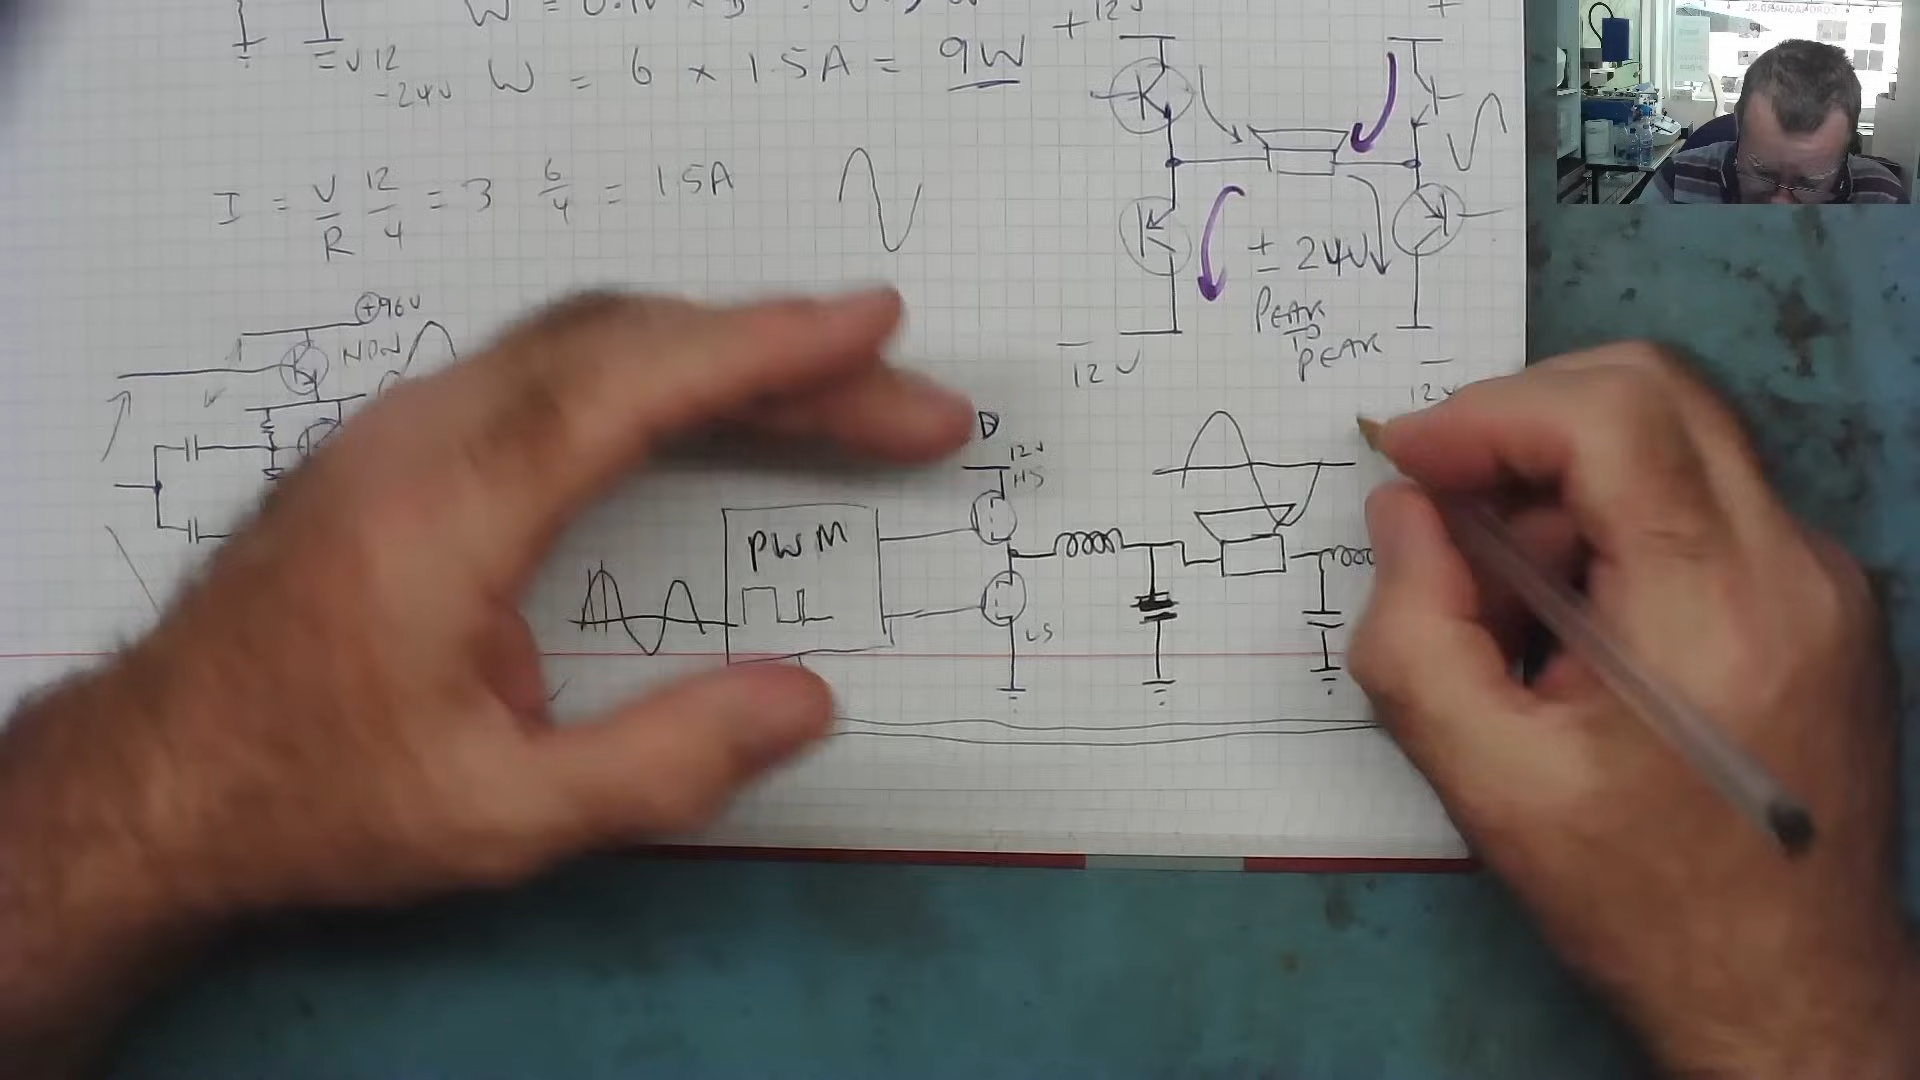 W = 6 × 1.5A = 9W
V12
-24V
I = V/R 12/4 = 3 6/4 = 1.5A
+12V
+
± 24V
PEAK
TO
PEAK
-
12V
-
12V
+96V
NPN
D
12V
HS
PWM
LS